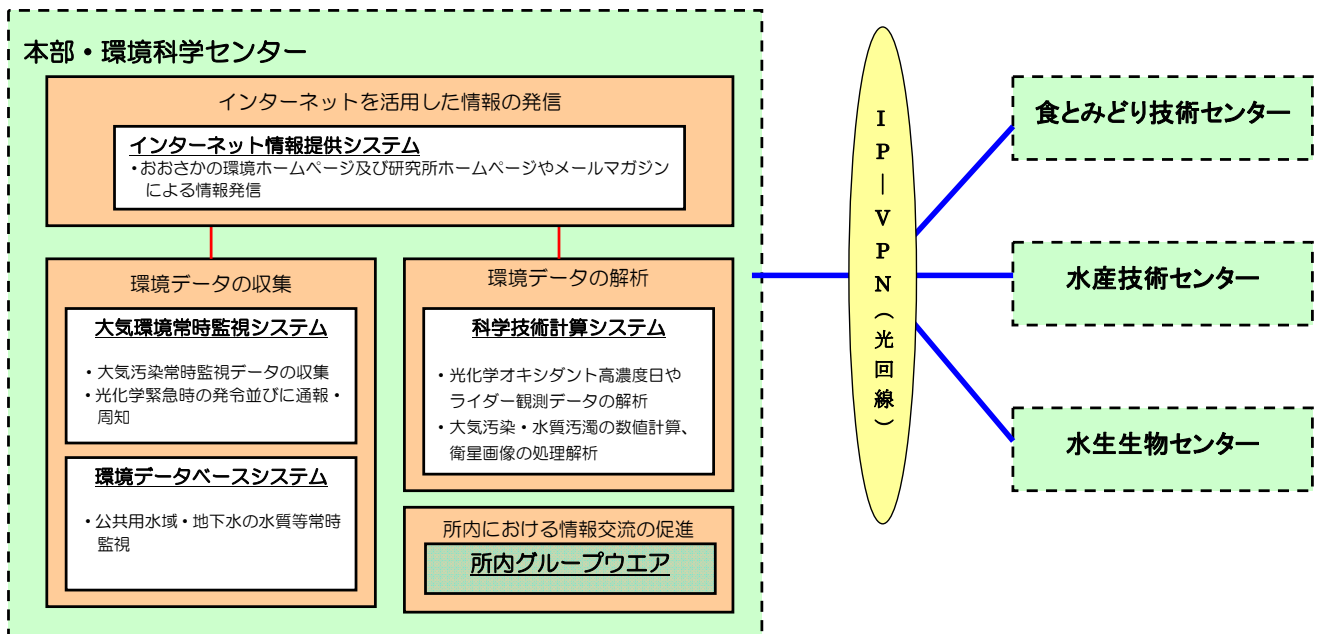 本部・環境科学センター
インターネットを活用した情報の発信
インターネット情報提供システム
・おおさかの環境ホームページ及び研究所ホームページやメールマガジン
による情報発信
環境データの収集
大気環境常時監視システム
・大気汚染常時監視データの収集
・光化学緊急時の発令並びに通報・
周知
環境データベースシステム
・公共用水域・地下水の水質等常時
監視
環境データの解析
科学技術計算システム
・光化学オキシダント高濃度日や
ライダー観測データの解析
・大気汚染・水質汚濁の数値計算、
衛星画像の処理解析
所内における情報交流の促進
所内グループウエア
IP―VPN（光回線）
食とみどり技術センター
水産技術センター
水生生物センター